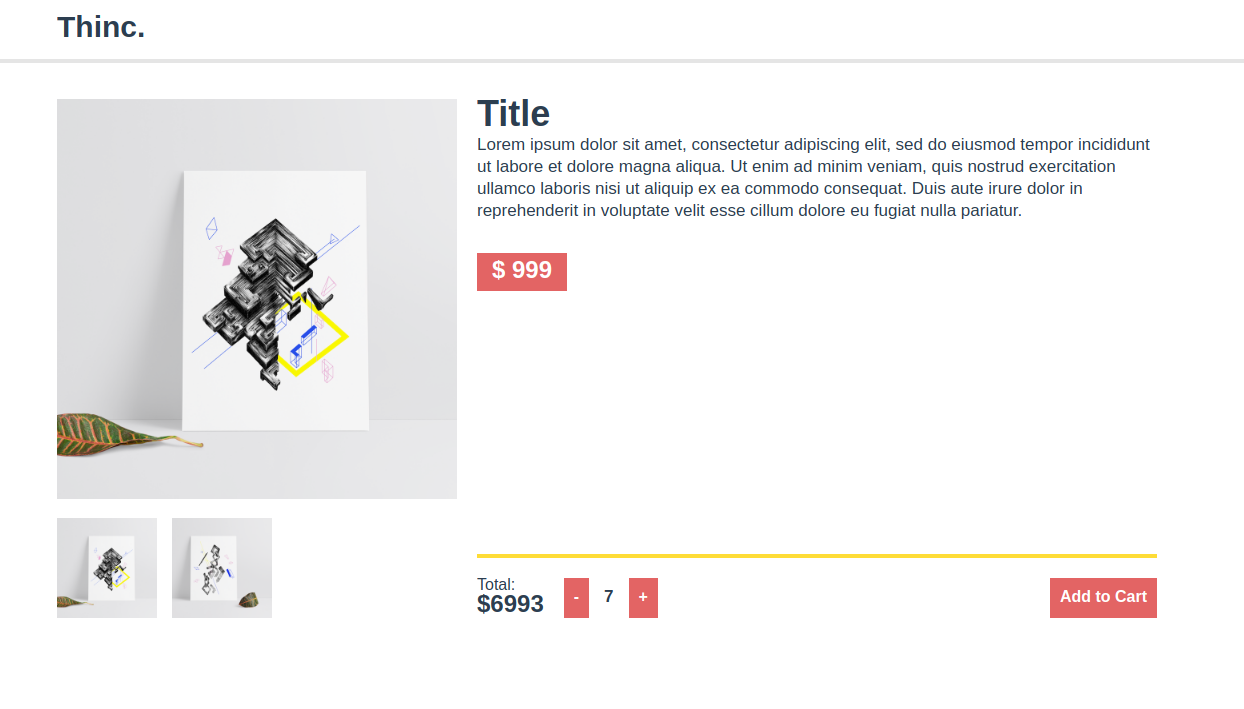 Thinc.
Title
Lorem ipsum dolor sit amet, consectetur adipiscing elit, sed do eiusmod tempor incididunt
ut labore et dolore magna aliqua. Ut enim ad minim veniam, quis nostrud exercitation
ullamco laboris nisi ut aliquip ex ea commodo consequat. Duis aute irure dolor in
reprehenderit in voluptate velit esse cillum dolore eu fugiat nulla pariatur.
$ 999
Total:
$6993
- 7 +
Add to Cart